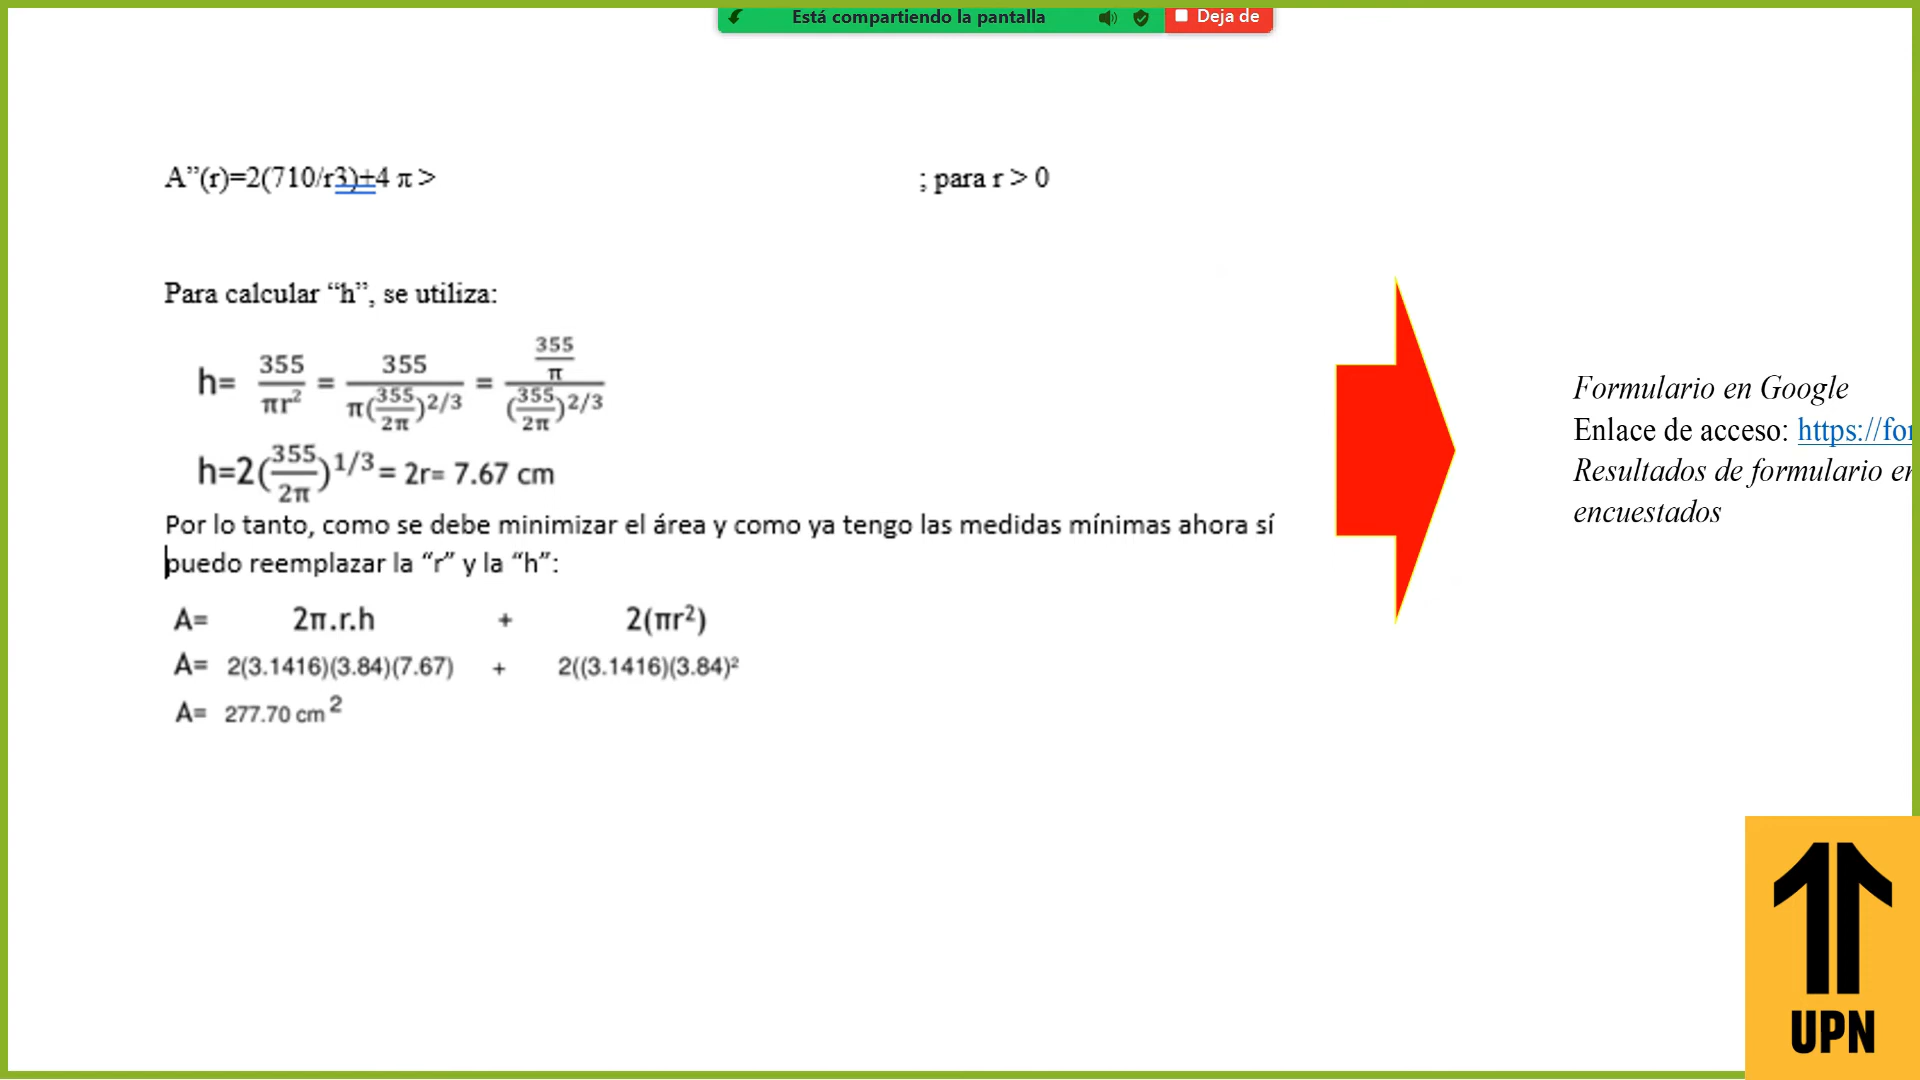 Está compartiendo la pantalla
Deja de
A”(r)=2(710/r3)+4 π >
; para r > 0
Para calcular “h”, se utiliza:
h= 355/πr² = 355/π(355/2π)^2/3 = (355/π)/(355/2π)^2/3
h=2(355/2π)^1/3 = 2r= 7.67 cm
Por lo tanto, como se debe minimizar el área y como ya tengo las medidas mínimas ahora sí
puedo reemplazar la “r” y la “h”:
A= 2π.r.h + 2(πr²)
A= 2(3.1416)(3.84)(7.67) + 2((3.1416)(3.84)²
A= 277.70 cm²
Formulario en Google
Enlace de acceso: https://for
Resultados de formulario en
encuestados
UPN